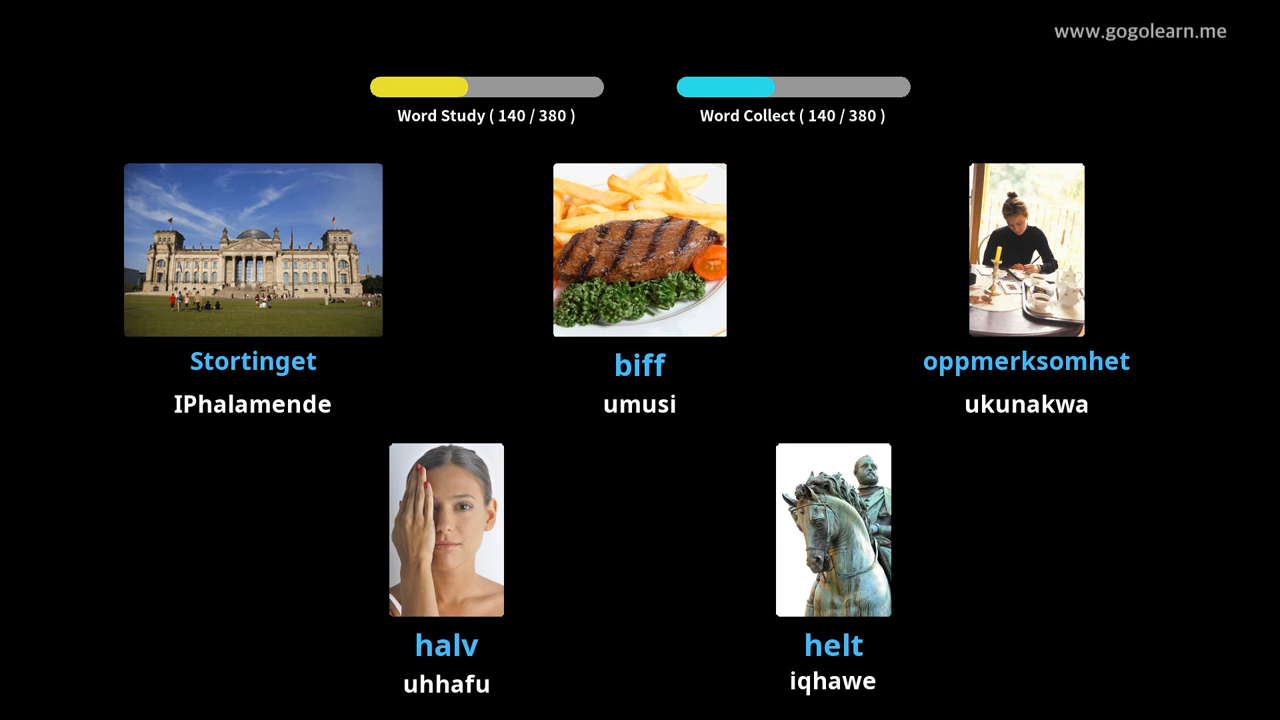 www.gogolearn.me
Word Study ( 140 / 380 )
Word Collect ( 140 / 380 )
Stortinget
IPhalamende
biff
umusi
oppmerksomhet
ukunakwa
halv
uhhafu
helt
iqhawe